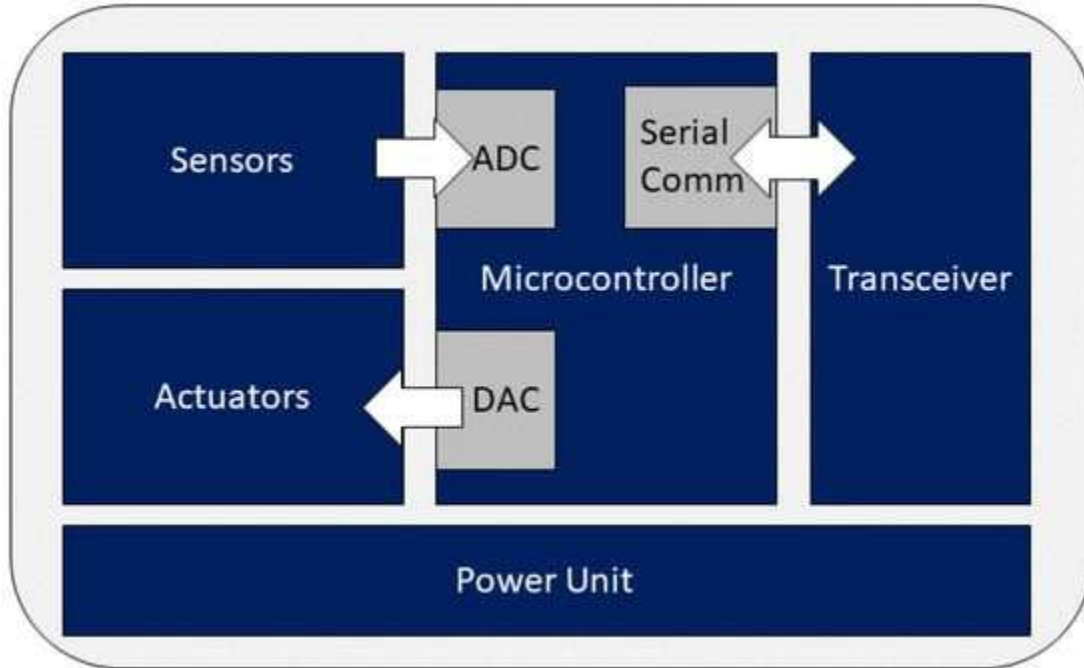 Sensors
ADC
Serial
Comm
Microcontroller
Transceiver
Actuators
DAC
Power Unit